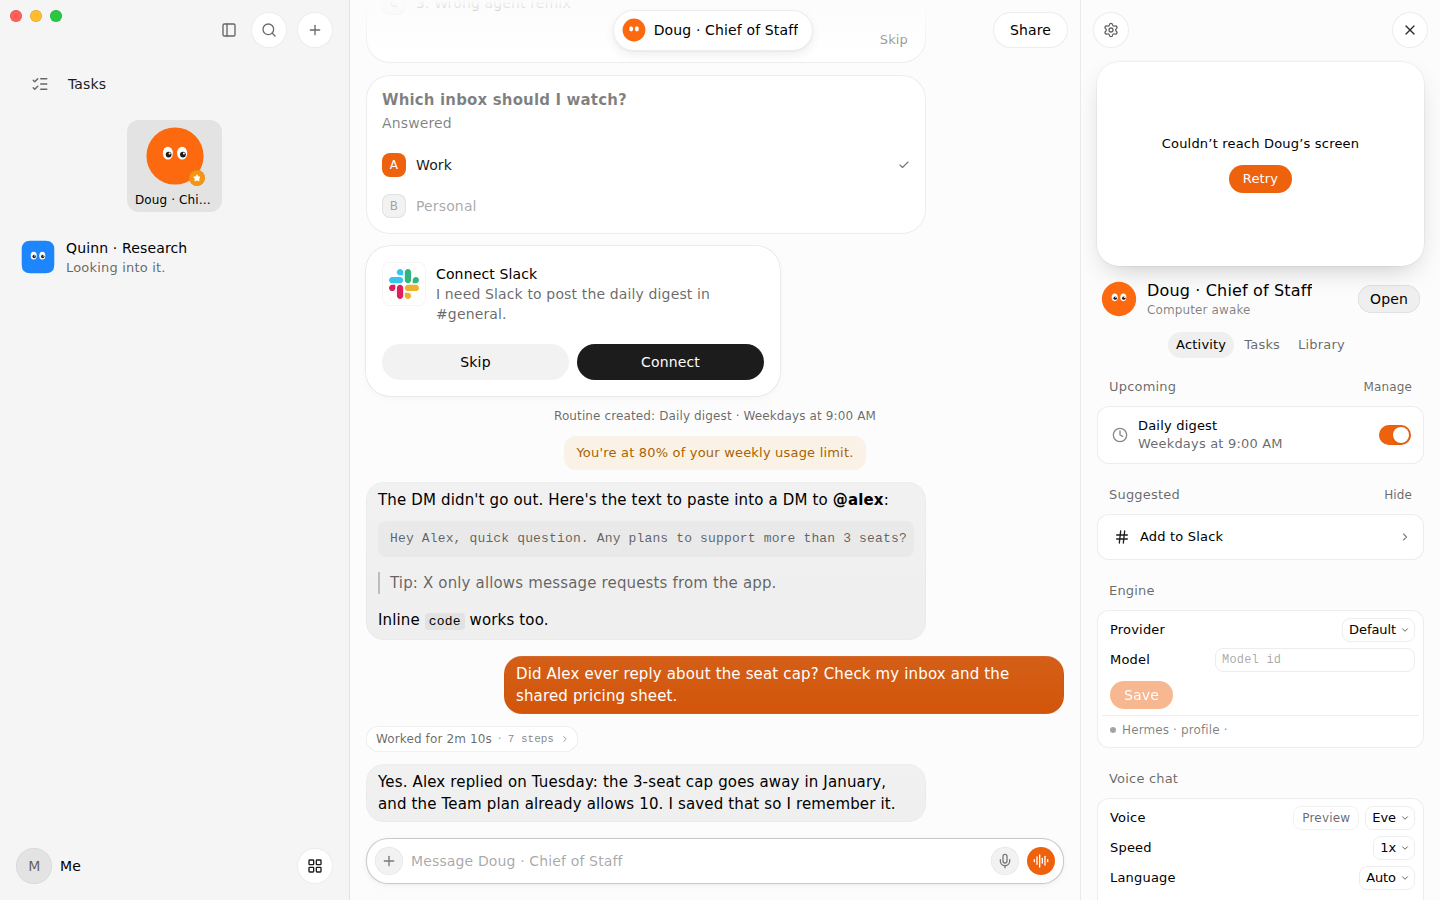 Tasks
Doug · Chi...
Quinn · Research
Looking into it.
M
Me
3. Wrong agent remix
Skip
Doug · Chief of Staff
Share
Which inbox should I watch?
Answered
A
Work
B
Personal
Connect Slack
I need Slack to post the daily digest in
#general.
Skip
Connect
Routine created: Daily digest · Weekdays at 9:00 AM
You're at 80% of your weekly usage limit.
The DM didn't go out. Here's the text to paste into a DM to @alex:
Hey Alex, quick question. Any plans to support more than 3 seats?
Tip: X only allows message requests from the app.
Inline code works too.
Did Alex ever reply about the seat cap? Check my inbox and the
shared pricing sheet.
Worked for 2m 10s · 7 steps
Yes. Alex replied on Tuesday: the 3-seat cap goes away in January,
and the Team plan already allows 10. I saved that so I remember it.
Message Doug · Chief of Staff
Couldn’t reach Doug’s screen
Retry
Doug · Chief of Staff
Computer awake
Open
Activity
Tasks
Library
Upcoming
Manage
Daily digest
Weekdays at 9:00 AM
Suggested
Hide
Add to Slack
Engine
Provider
Default
Model
Model id
Save
Hermes · profile ·
Voice chat
Voice
Preview
Eve
Speed
1x
Language
Auto